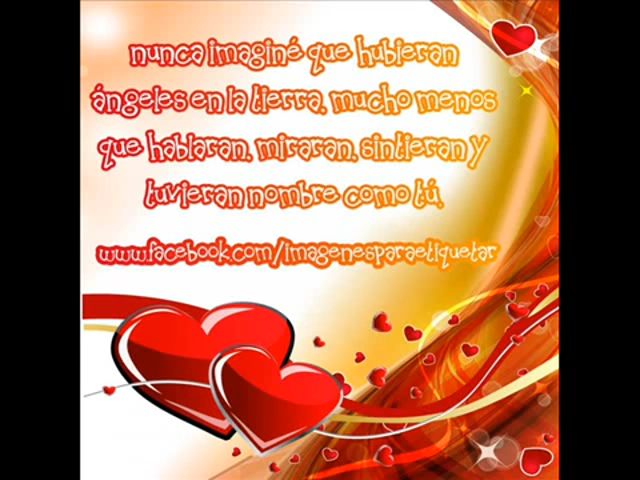 nunca imaginé que hubieran
ángeles en la tierra, mucho menos
que hablaran, miraran, sintieran y
tuvieran nombre como tú.
www.facebook.com/imagenesparaetiquetar